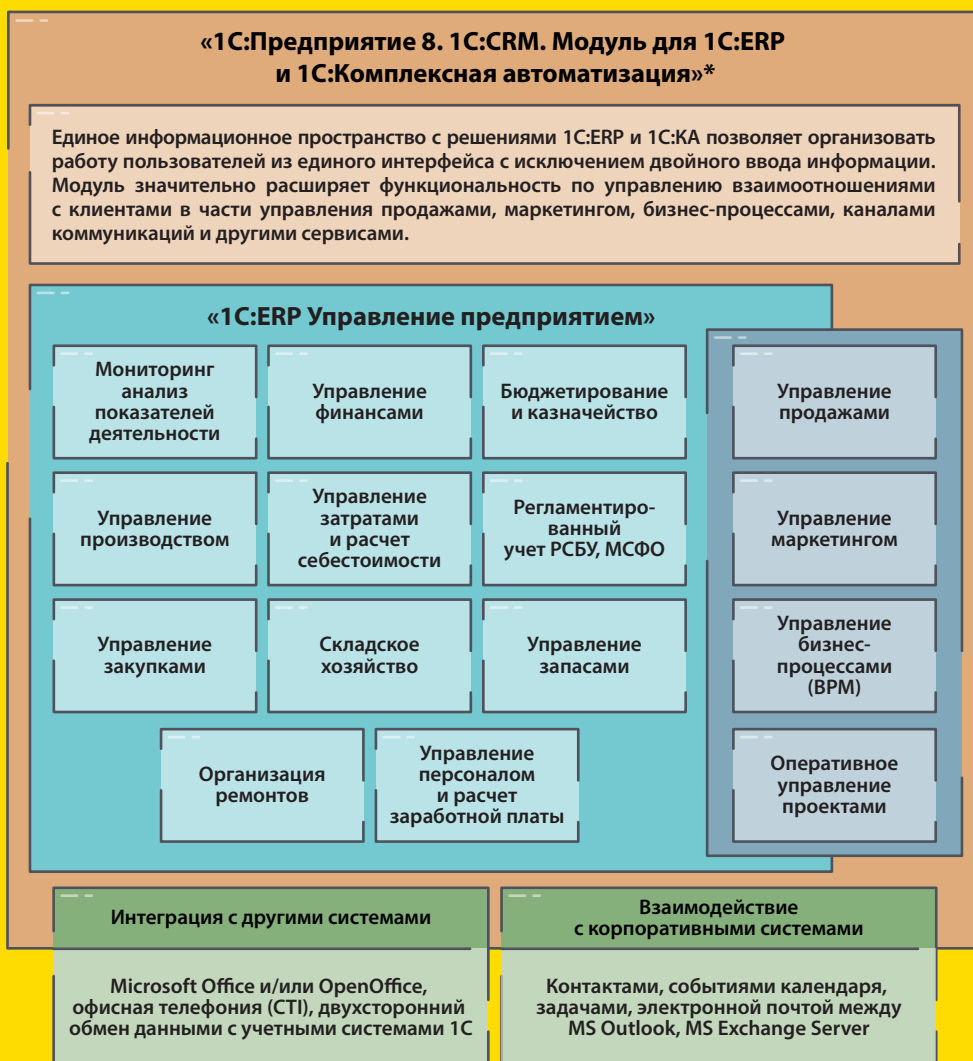 «1С:Предприятие 8. 1С:CRM. Модуль для 1С:ERP
и 1С:Комплексная автоматизация»*
Единое информационное пространство с решениями 1С:ERP и 1С:КА позволяет организовать
работу пользователей из единого интерфейса с исключением двойного ввода информации.
Модуль значительно расширяет функциональность по управлению взаимоотношениями
с клиентами в части управления продажами, маркетингом, бизнес-процессами, каналами
коммуникаций и другими сервисами.
«1С:ERP Управление предприятием»
Мониторинг
анализ
показателей
деятельности
Управление
финансами
Бюджетирование
и казначейство
Управление
продажами
Управление
производством
Управление
затратами
и расчет
себестоимости
Регламентиро-
ванный
учет РСБУ, МСФО
Управление
маркетингом
Управление
закупками
Складское
хозяйство
Управление
запасами
Управление
бизнес-
процессами
(BPM)
Организация
ремонтов
Управление
персоналом
и расчет
заработной платы
Оперативное
управление
проектами
Интеграция с другими системами
Microsoft Office и/или OpenOffice,
офисная телефония (CTI), двухсторонний
обмен данными с учетными системами 1С
Взаимодействие
с корпоративными системами
Контактами, событиями календаря,
задачами, электронной почтой между
MS Outlook, MS Exchange Server